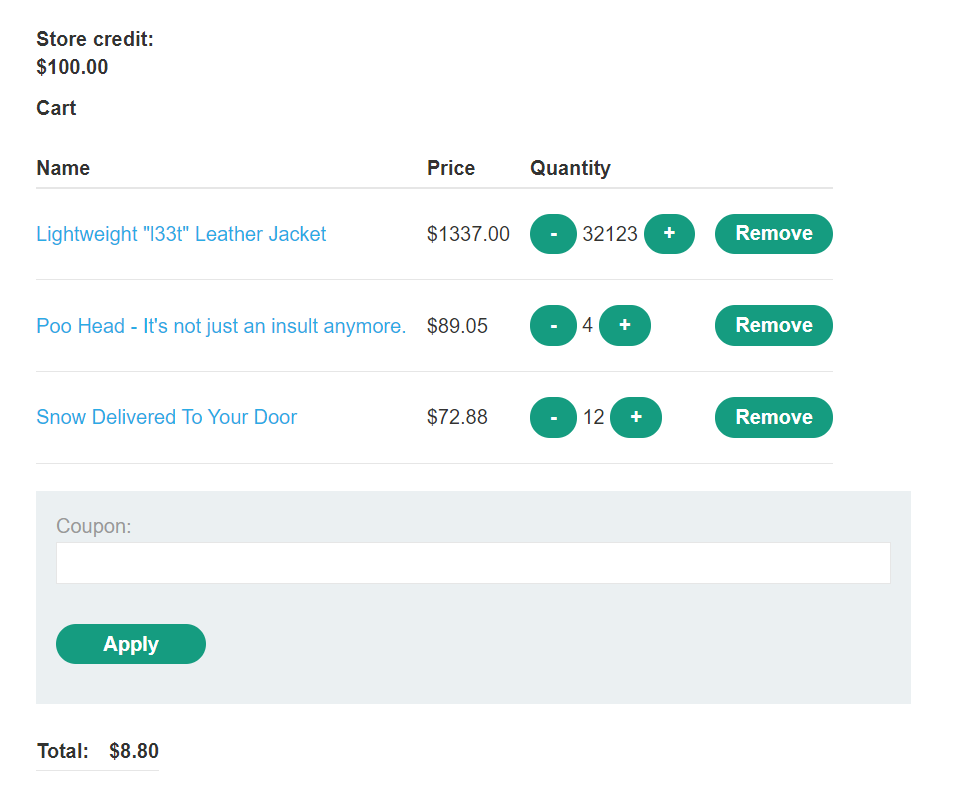 Store credit:
$100.00
Cart
Name Price Quantity
Lightweight "l33t" Leather Jacket $1337.00 - 32123 + Remove
Poo Head - It's not just an insult anymore. $89.05 - 4 + Remove
Snow Delivered To Your Door $72.88 - 12 + Remove
Coupon:
Apply
Total: $8.80